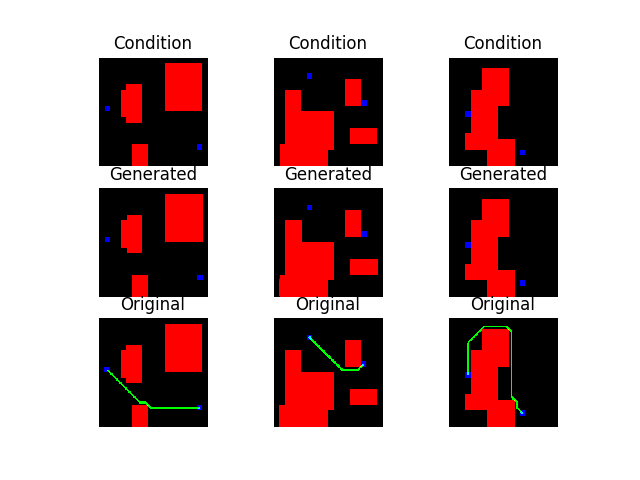 Condition Condition Condition
Generated Generated Generated
Original Original Original